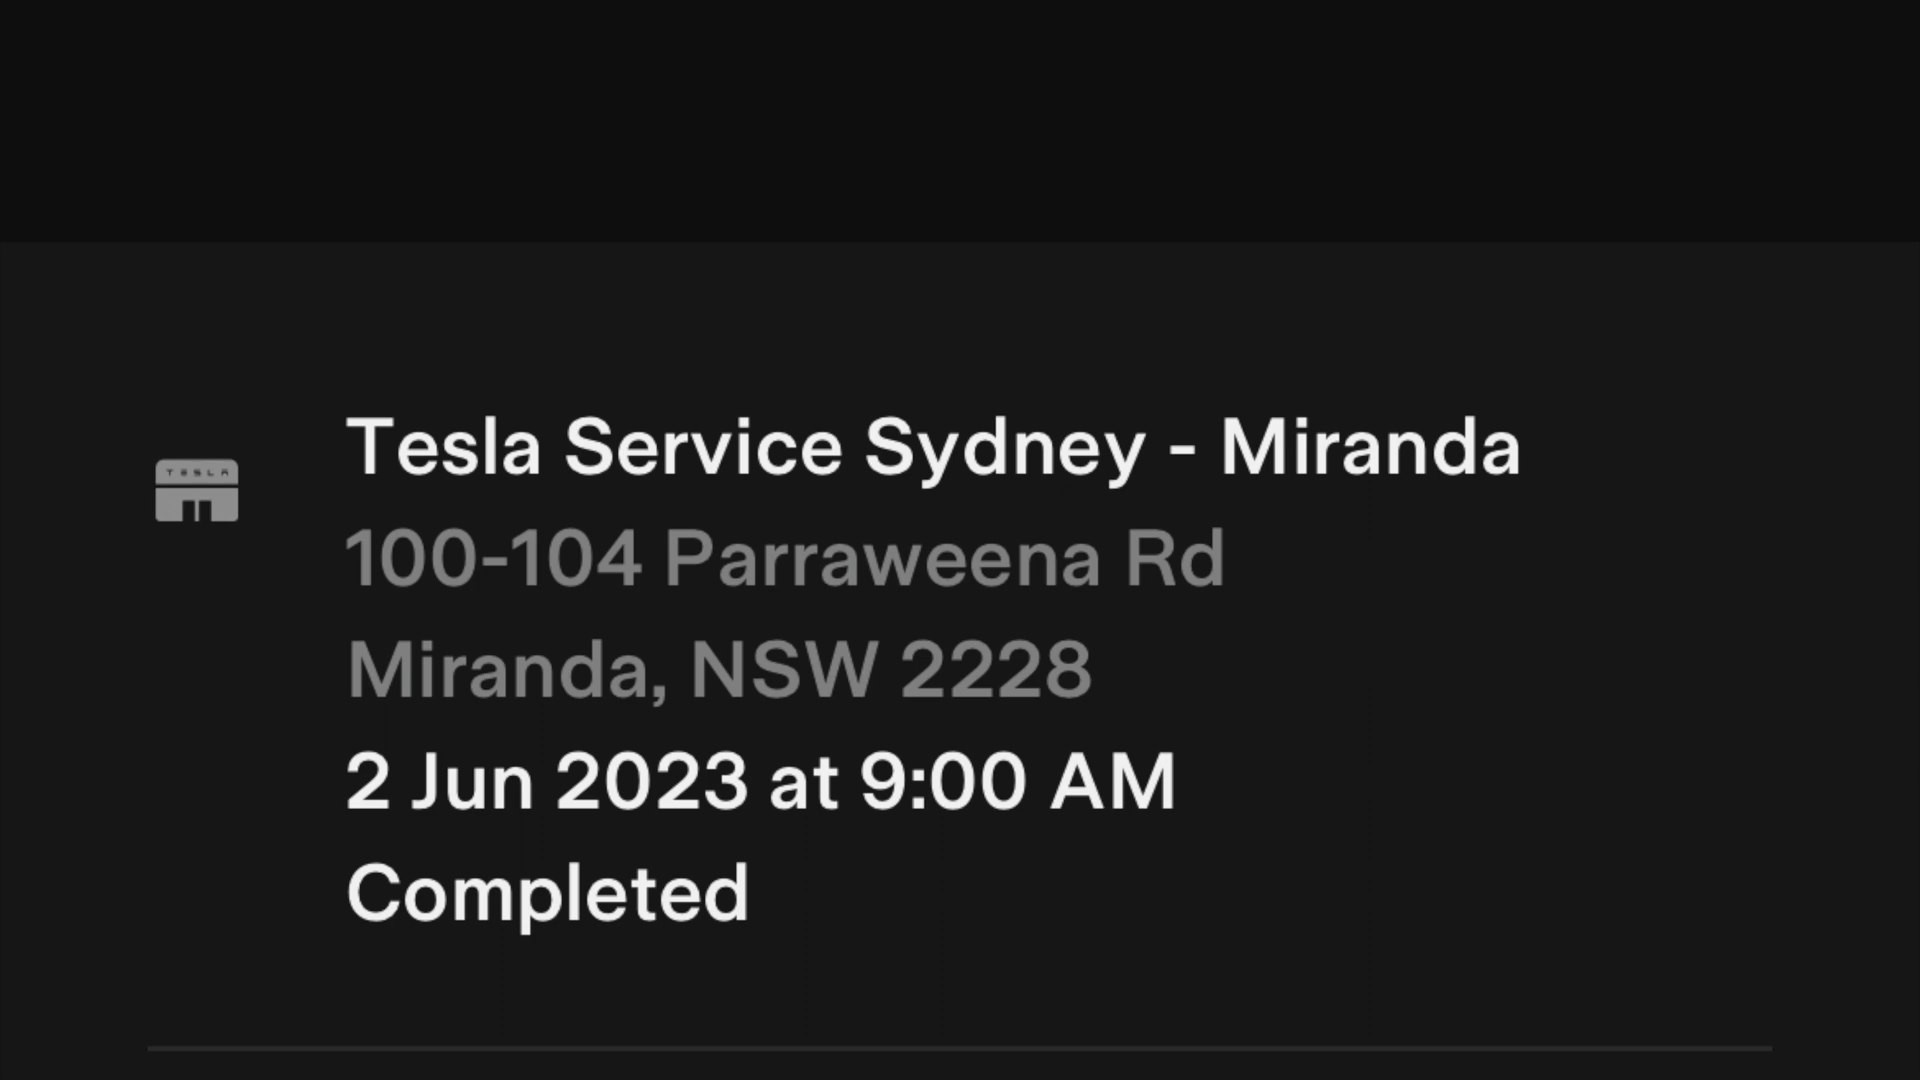 Tesla Service Sydney - Miranda
TESLA
100-104 Parraweena Rd
Miranda, NSW 2228
2 Jun 2023 at 9:00 AM
Completed